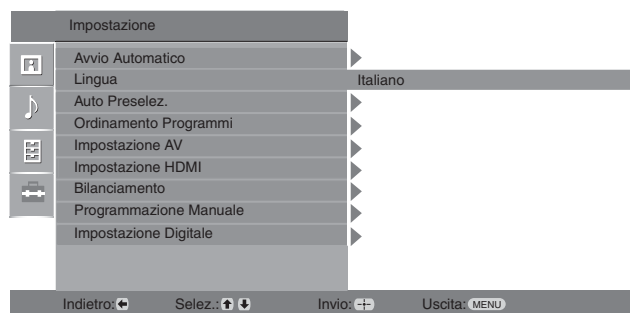 Impostazione
Avvio Automatico
Lingua Italiano
Auto Preselez.
Ordinamento Programmi
Impostazione AV
Impostazione HDMI
Bilanciamento
Programmazione Manuale
Impostazione Digitale
Indietro: Selez.: Invio: Uscita: MENU